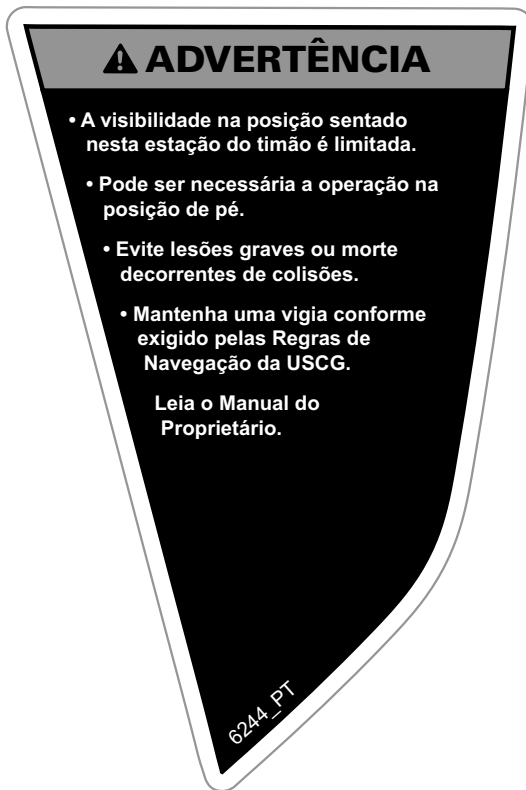 ⚠ ADVERTÊNCIA
• A visibilidade na posição sentado
nesta estação do timão é limitada.
• Pode ser necessária a operação na
posição de pé.
• Evite lesões graves ou morte
decorrentes de colisões.
• Mantenha uma vigia conforme
exigido pelas Regras de
Navegação da USCG.
Leia o Manual do
Proprietário.
6244_PT